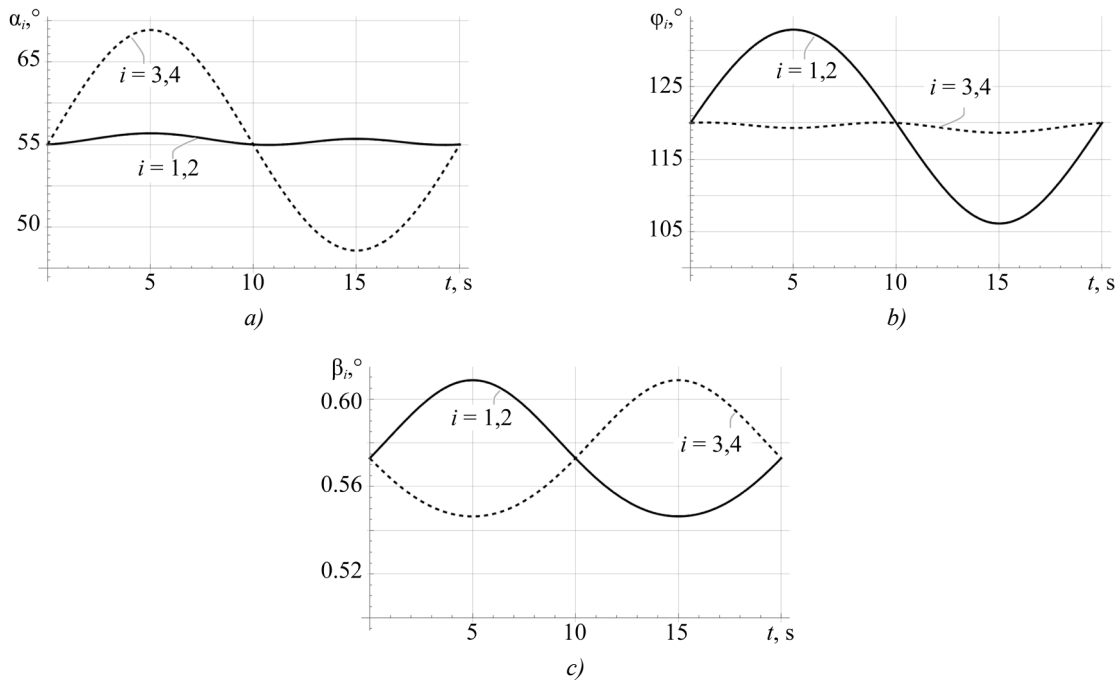 αᵢ,°
65
i = 3,4
55
i = 1,2
50
5
10
15
t, s
a)
φᵢ,°
i = 1,2
125
i = 3,4
115
105
5
10
15
t, s
b)
βᵢ,°
0.60
i = 1,2
i = 3,4
0.56
0.52
5
10
15
t, s
c)